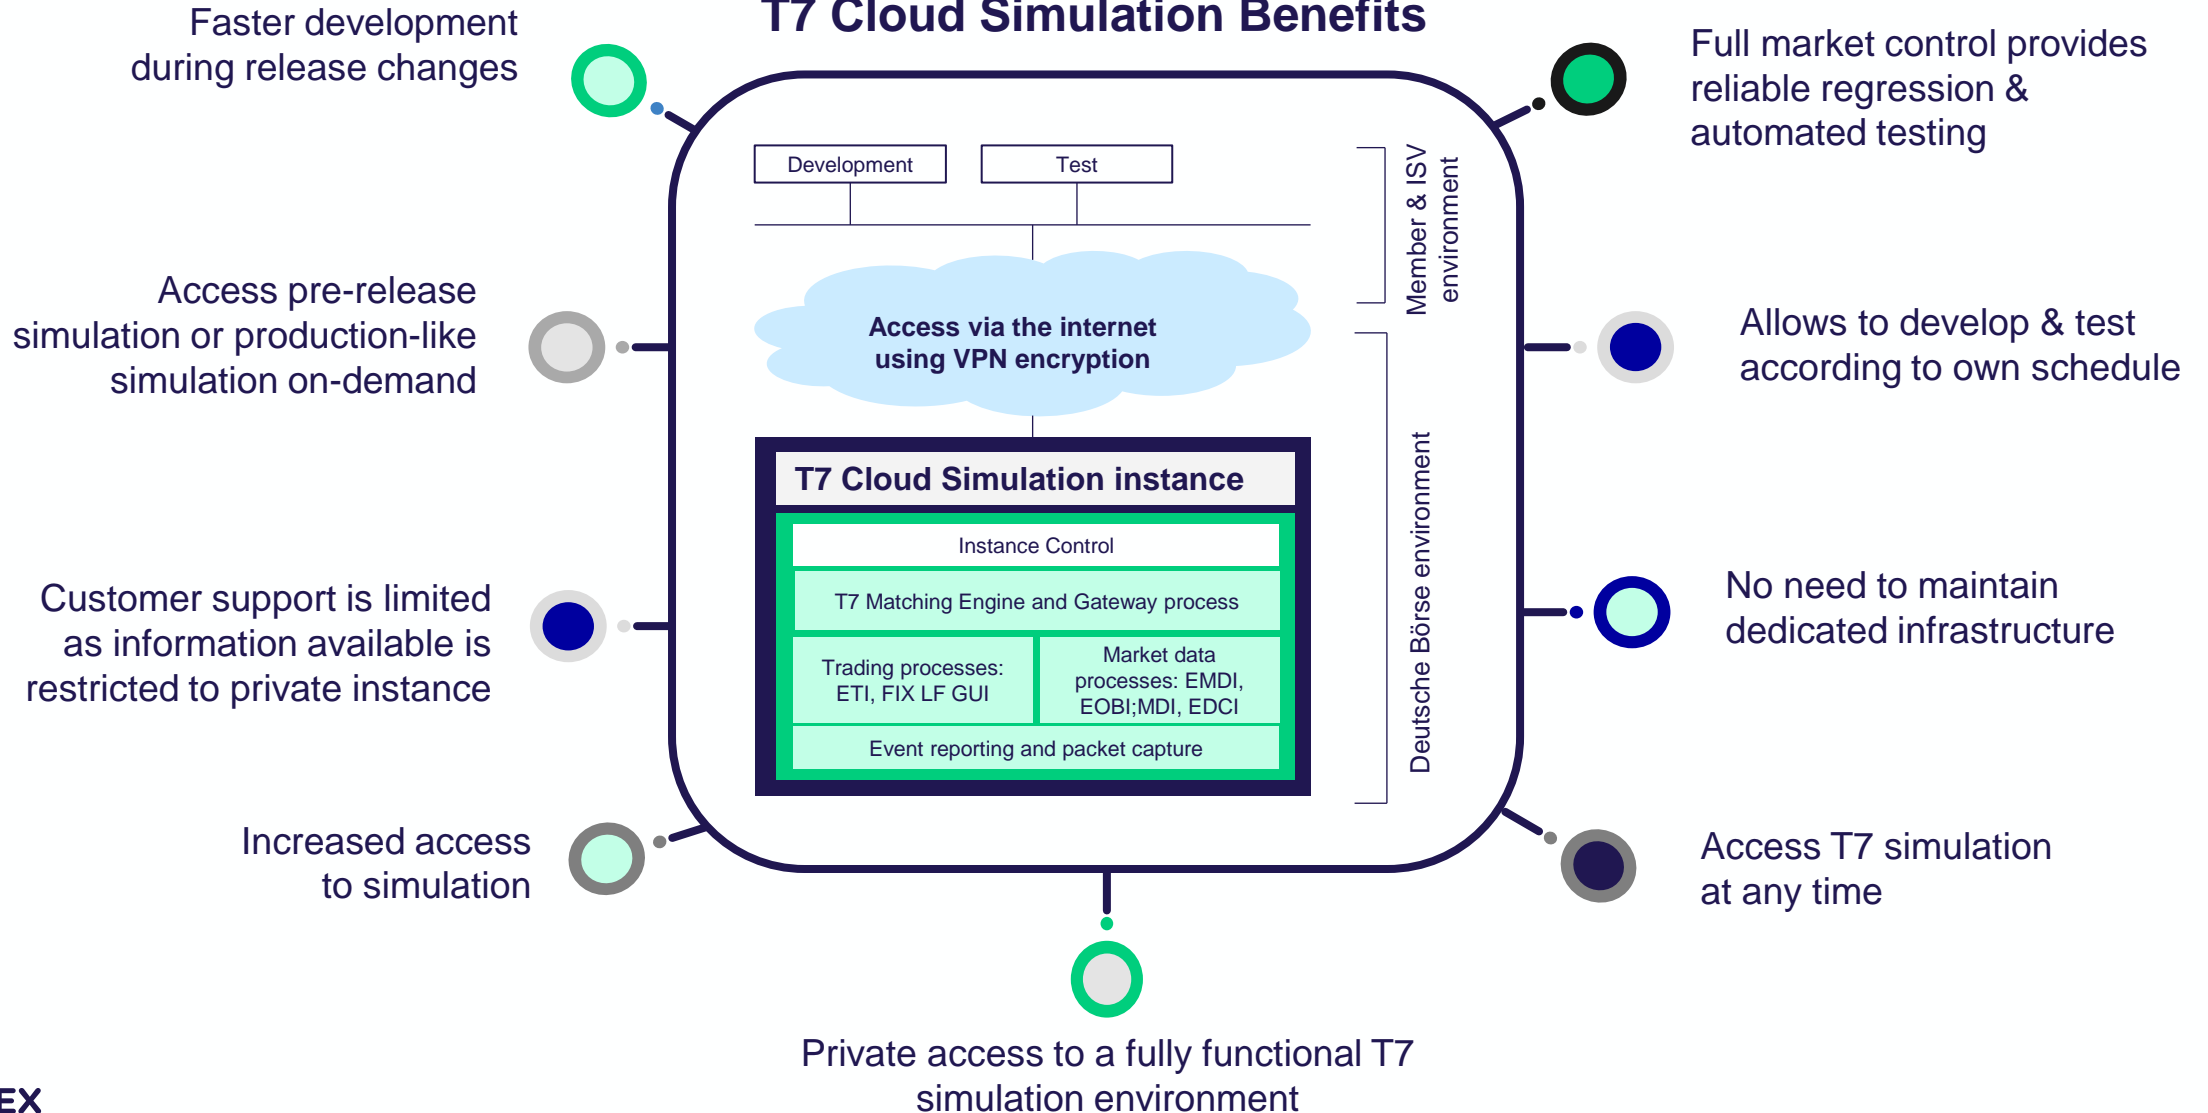 T7 Cloud Simulation Benefits
Faster development
during release changes
Access pre-release
simulation or production-like
simulation on-demand
Customer support is limited
as information available is
restricted to private instance
Increased access
to simulation
Development
Test
Access via the internet
using VPN encryption
T7 Cloud Simulation instance
Instance Control
T7 Matching Engine and Gateway process
Trading processes:
ETI, FIX LF GUI
Market data
processes: EMDI,
EOBI;MDI, EDCI
Event reporting and packet capture
Member & ISV
environment
Deutsche Börse environment
Full market control provides
reliable regression &
automated testing
Allows to develop & test
according to own schedule
No need to maintain
dedicated infrastructure
Access T7 simulation
at any time
Private access to a fully functional T7
simulation environment
EX